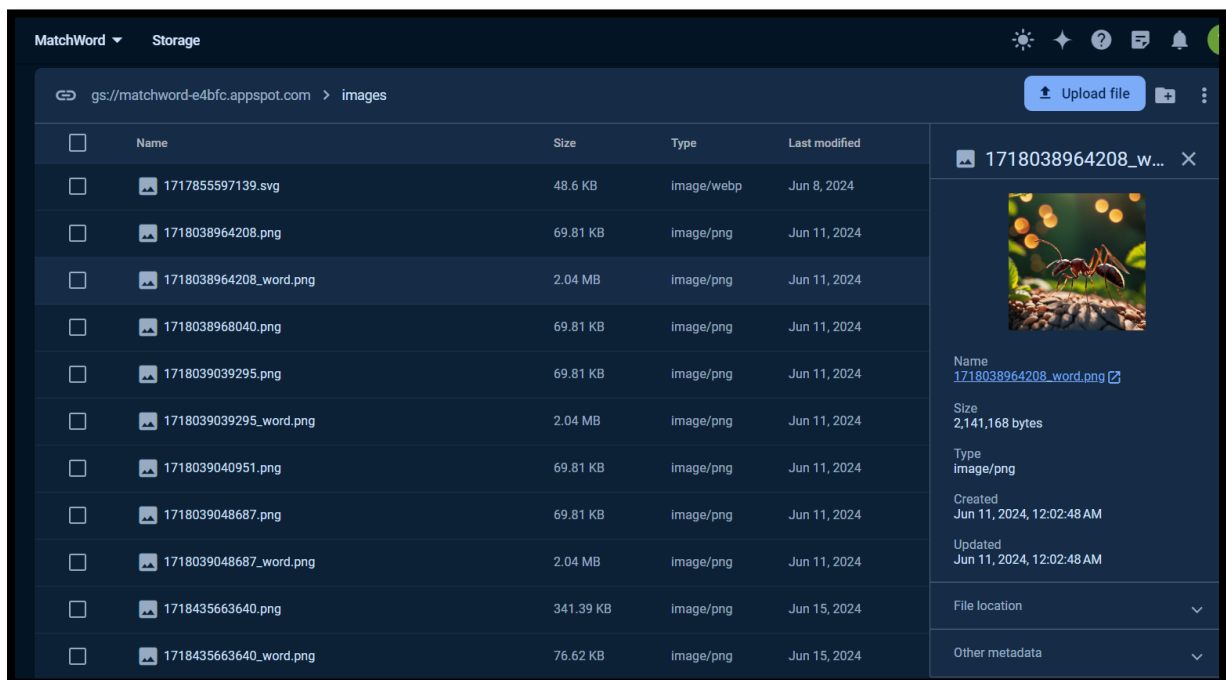 MatchWord Storage
gs://matchword-e4bfc.appspot.com > images Upload file
Name Size Type Last modified
1717855597139.svg 48.6 KB image/webp Jun 8, 2024
1718038964208.png 69.81 KB image/png Jun 11, 2024
1718038964208_word.png 2.04 MB image/png Jun 11, 2024
1718038968040.png 69.81 KB image/png Jun 11, 2024
1718039039295.png 69.81 KB image/png Jun 11, 2024
1718039039295_word.png 2.04 MB image/png Jun 11, 2024
1718039040951.png 69.81 KB image/png Jun 11, 2024
1718039048687.png 69.81 KB image/png Jun 11, 2024
1718039048687_word.png 2.04 MB image/png Jun 11, 2024
1718435663640.png 341.39 KB image/png Jun 15, 2024
1718435663640_word.png 76.62 KB image/png Jun 15, 2024
1718038964208_w...
Name
1718038964208_word.png
Size
2,141,168 bytes
Type
image/png
Created
Jun 11, 2024, 12:02:48 AM
Updated
Jun 11, 2024, 12:02:48 AM
File location
Other metadata